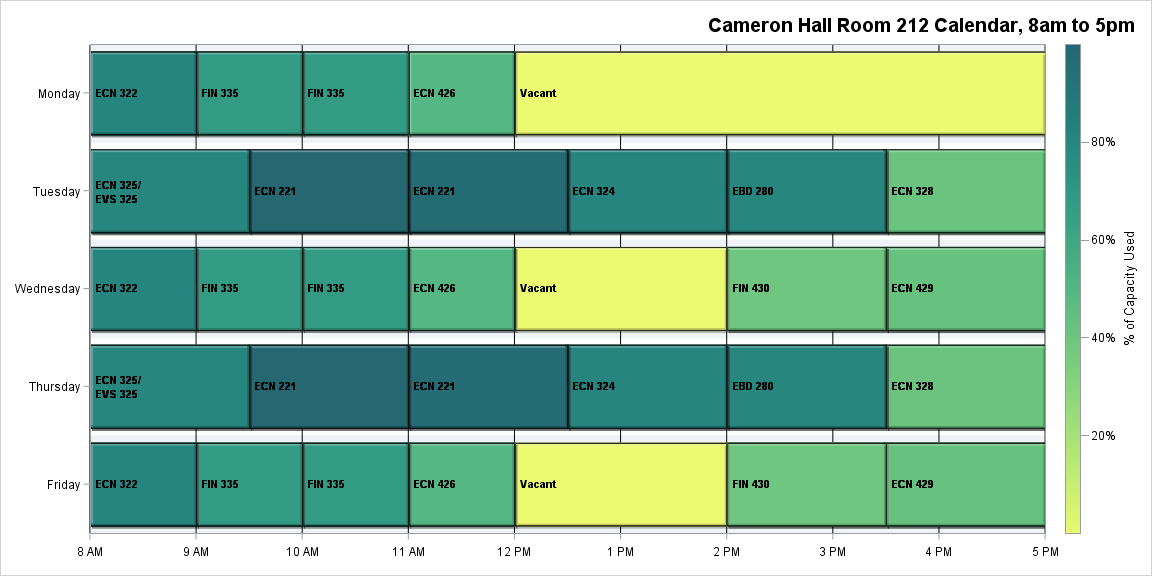 Cameron Hall Room 212 Calendar, 8am to 5pm
Monday
ECN 322
FIN 335
FIN 335
ECN 426
Vacant
Tuesday
ECN 325/
EVS 325
ECN 221
ECN 221
ECN 324
EBD 280
ECN 328
Wednesday
ECN 322
FIN 335
FIN 335
ECN 426
Vacant
FIN 430
ECN 429
Thursday
ECN 325/
EVS 325
ECN 221
ECN 221
ECN 324
EBD 280
ECN 328
Friday
ECN 322
FIN 335
FIN 335
ECN 426
Vacant
FIN 430
ECN 429
8 AM
9 AM
10 AM
11 AM
12 PM
1 PM
2 PM
3 PM
4 PM
5 PM
80%
60%
40%
20%
% of Capacity Used